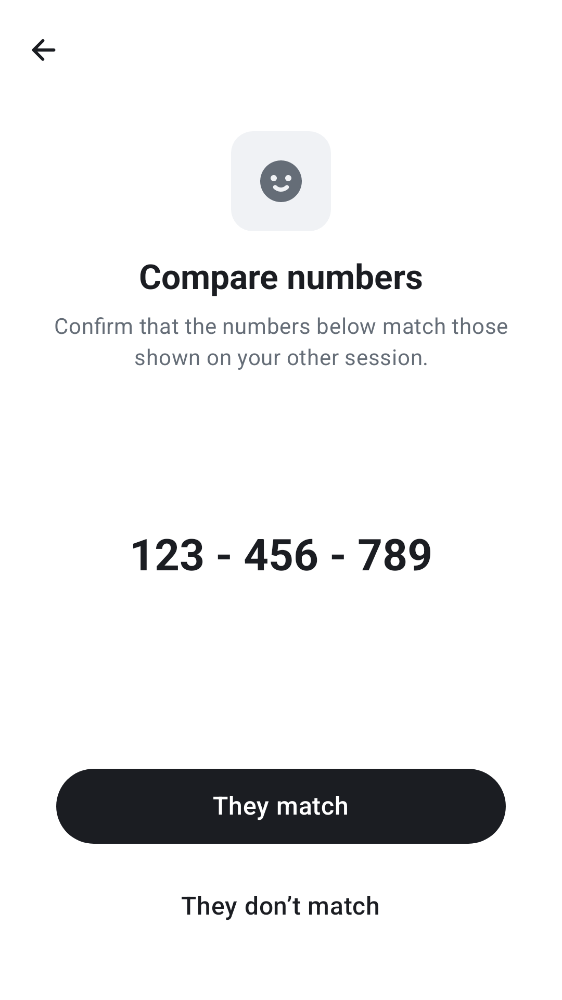 Compare numbers
Confirm that the numbers below match those
shown on your other session.
123 - 456 - 789
They match
They don’t match